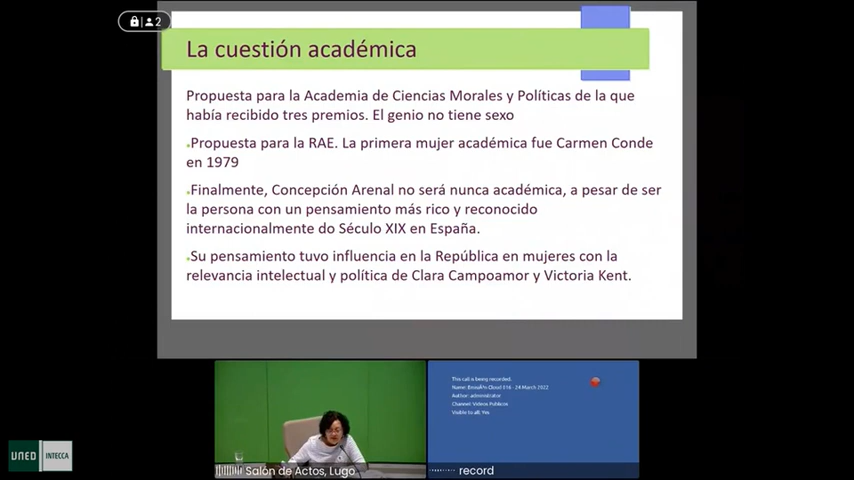 2
La cuestión académica
Propuesta para la Academia de Ciencias Morales y Políticas de la que
había recibido tres premios. El genio no tiene sexo
Propuesta para la RAE. La primera mujer académica fue Carmen Conde
en 1979
Finalmente, Concepción Arenal no será nunca académica, a pesar de ser
la persona con un pensamiento más rico y reconocido
internacionalmente do Século XIX en España.
Su pensamiento tuvo influencia en la República en mujeres con la
relevancia intelectual y política de Clara Campoamor y Victoria Kent.
This call is being recorded.
Cloud E16 - 24 March 2022
Author: administrator
Channel: Videos Publicos
Visible to all: Yes
Salón de Actos, Lugo
record
UNED INTECCA